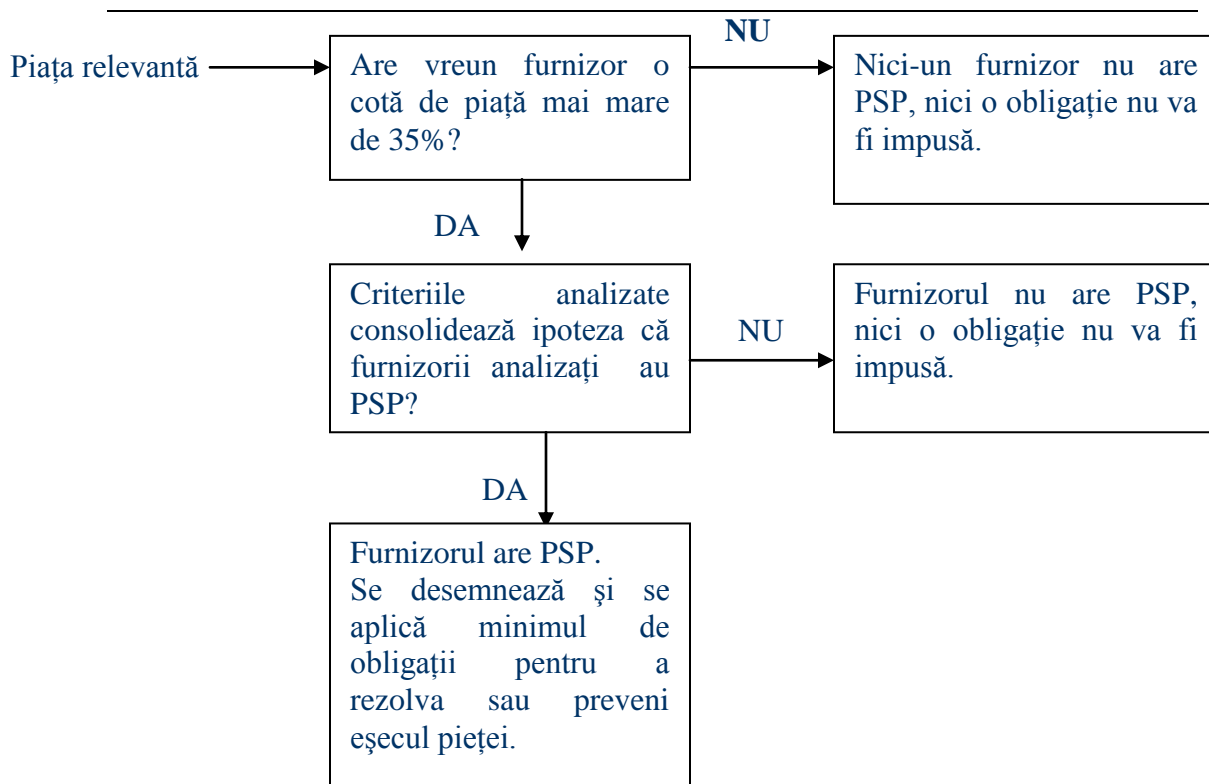 NU
Piața relevantă
Are vreun furnizor o
cotă de piață mai mare
de 35%?
Nici-un furnizor nu are
PSP, nici o obligație nu va
fi impusă.
DA
Criteriile analizate
consolidează ipoteza că
furnizorii analizați au
PSP?
NU
Furnizorul nu are PSP,
nici o obligație nu va fi
impusă.
DA
Furnizorul are PSP.
Se desemnează şi se
aplică minimul de
obligații pentru a
rezolva sau preveni
eşecul pieței.